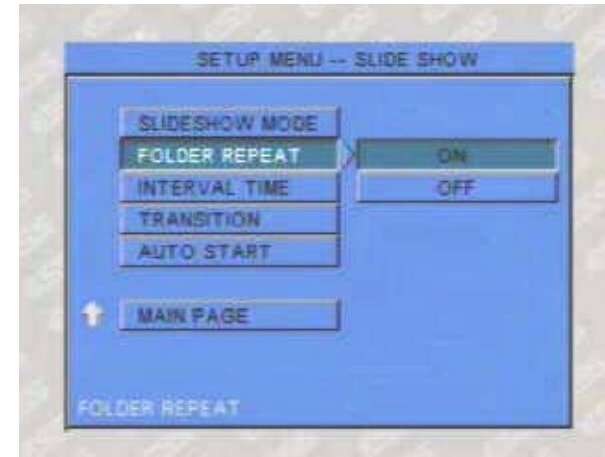 SETUP MENU -- SLIDE SHOW
SLIDESHOW MODE
FOLDER REPEAT ON
INTERVAL TIME OFF
TRANSITION
AUTO START
MAIN PAGE
FOLDER REPEAT